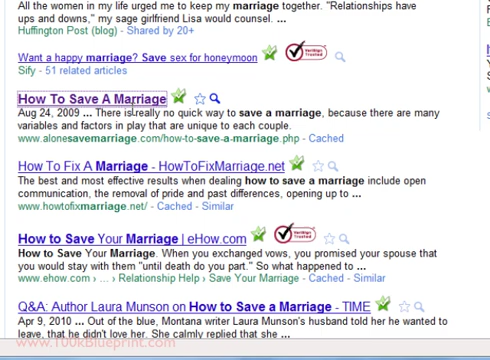 All the women in my life urged me to keep my marriage together. "Relationships have
ups and downs," my sage girlfriend Lisa would counsel. ...
Huffington Post (blog) - Shared by 20+
Want a happy marriage? Save sex for honeymoon
Sify - 51 related articles
How To Save A Marriage
Aug 24, 2009 ... There is really no quick way to save a marriage, because there are many
variables and factors in play that are unique to each couple.
www.alonesavemarriage.com/how-to-save-a-marriage.php - Cached
How To Fix A Marriage - HowToFixMarriage.net
The best and most effective results when dealing how to save a marriage include open
communication, the removal of pride and past differences, opening up to ...
www.howtofixmarriage.net/ - Cached - Similar
How to Save Your Marriage | eHow.com
How to Save Your Marriage. When you exchanged vows, you promised your spouse that
you would stay with them "until death do you part." So what happened to ...
www.ehow.com › ... › Relationship Help › Save Your Marriage - Cached - Similar
Q&A: Author Laura Munson on How to Save a Marriage - TIME
Apr 9, 2010 ... Out of the blue, Montana writer Laura Munson's husband told her he wanted to
leave, that he didn't love her. She calmly replied that she ...
www.100kBlueprint.com